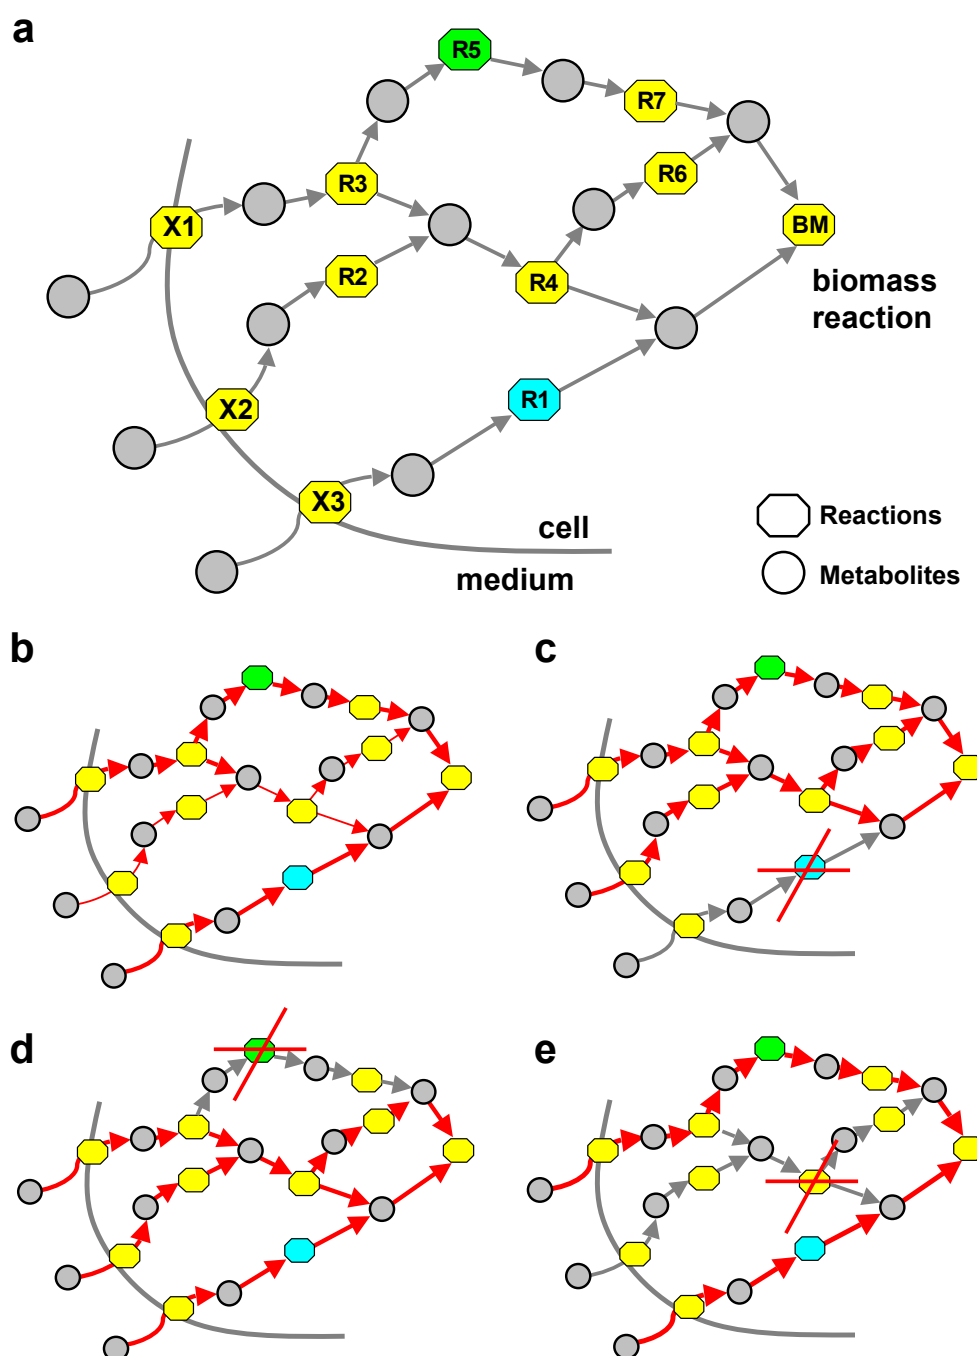 a
R5
R7
R6
R3
X1
BM
R2
R4
biomass
reaction
R1
X2
X3
Reactions
cell
Metabolites
medium
b
c
d
e